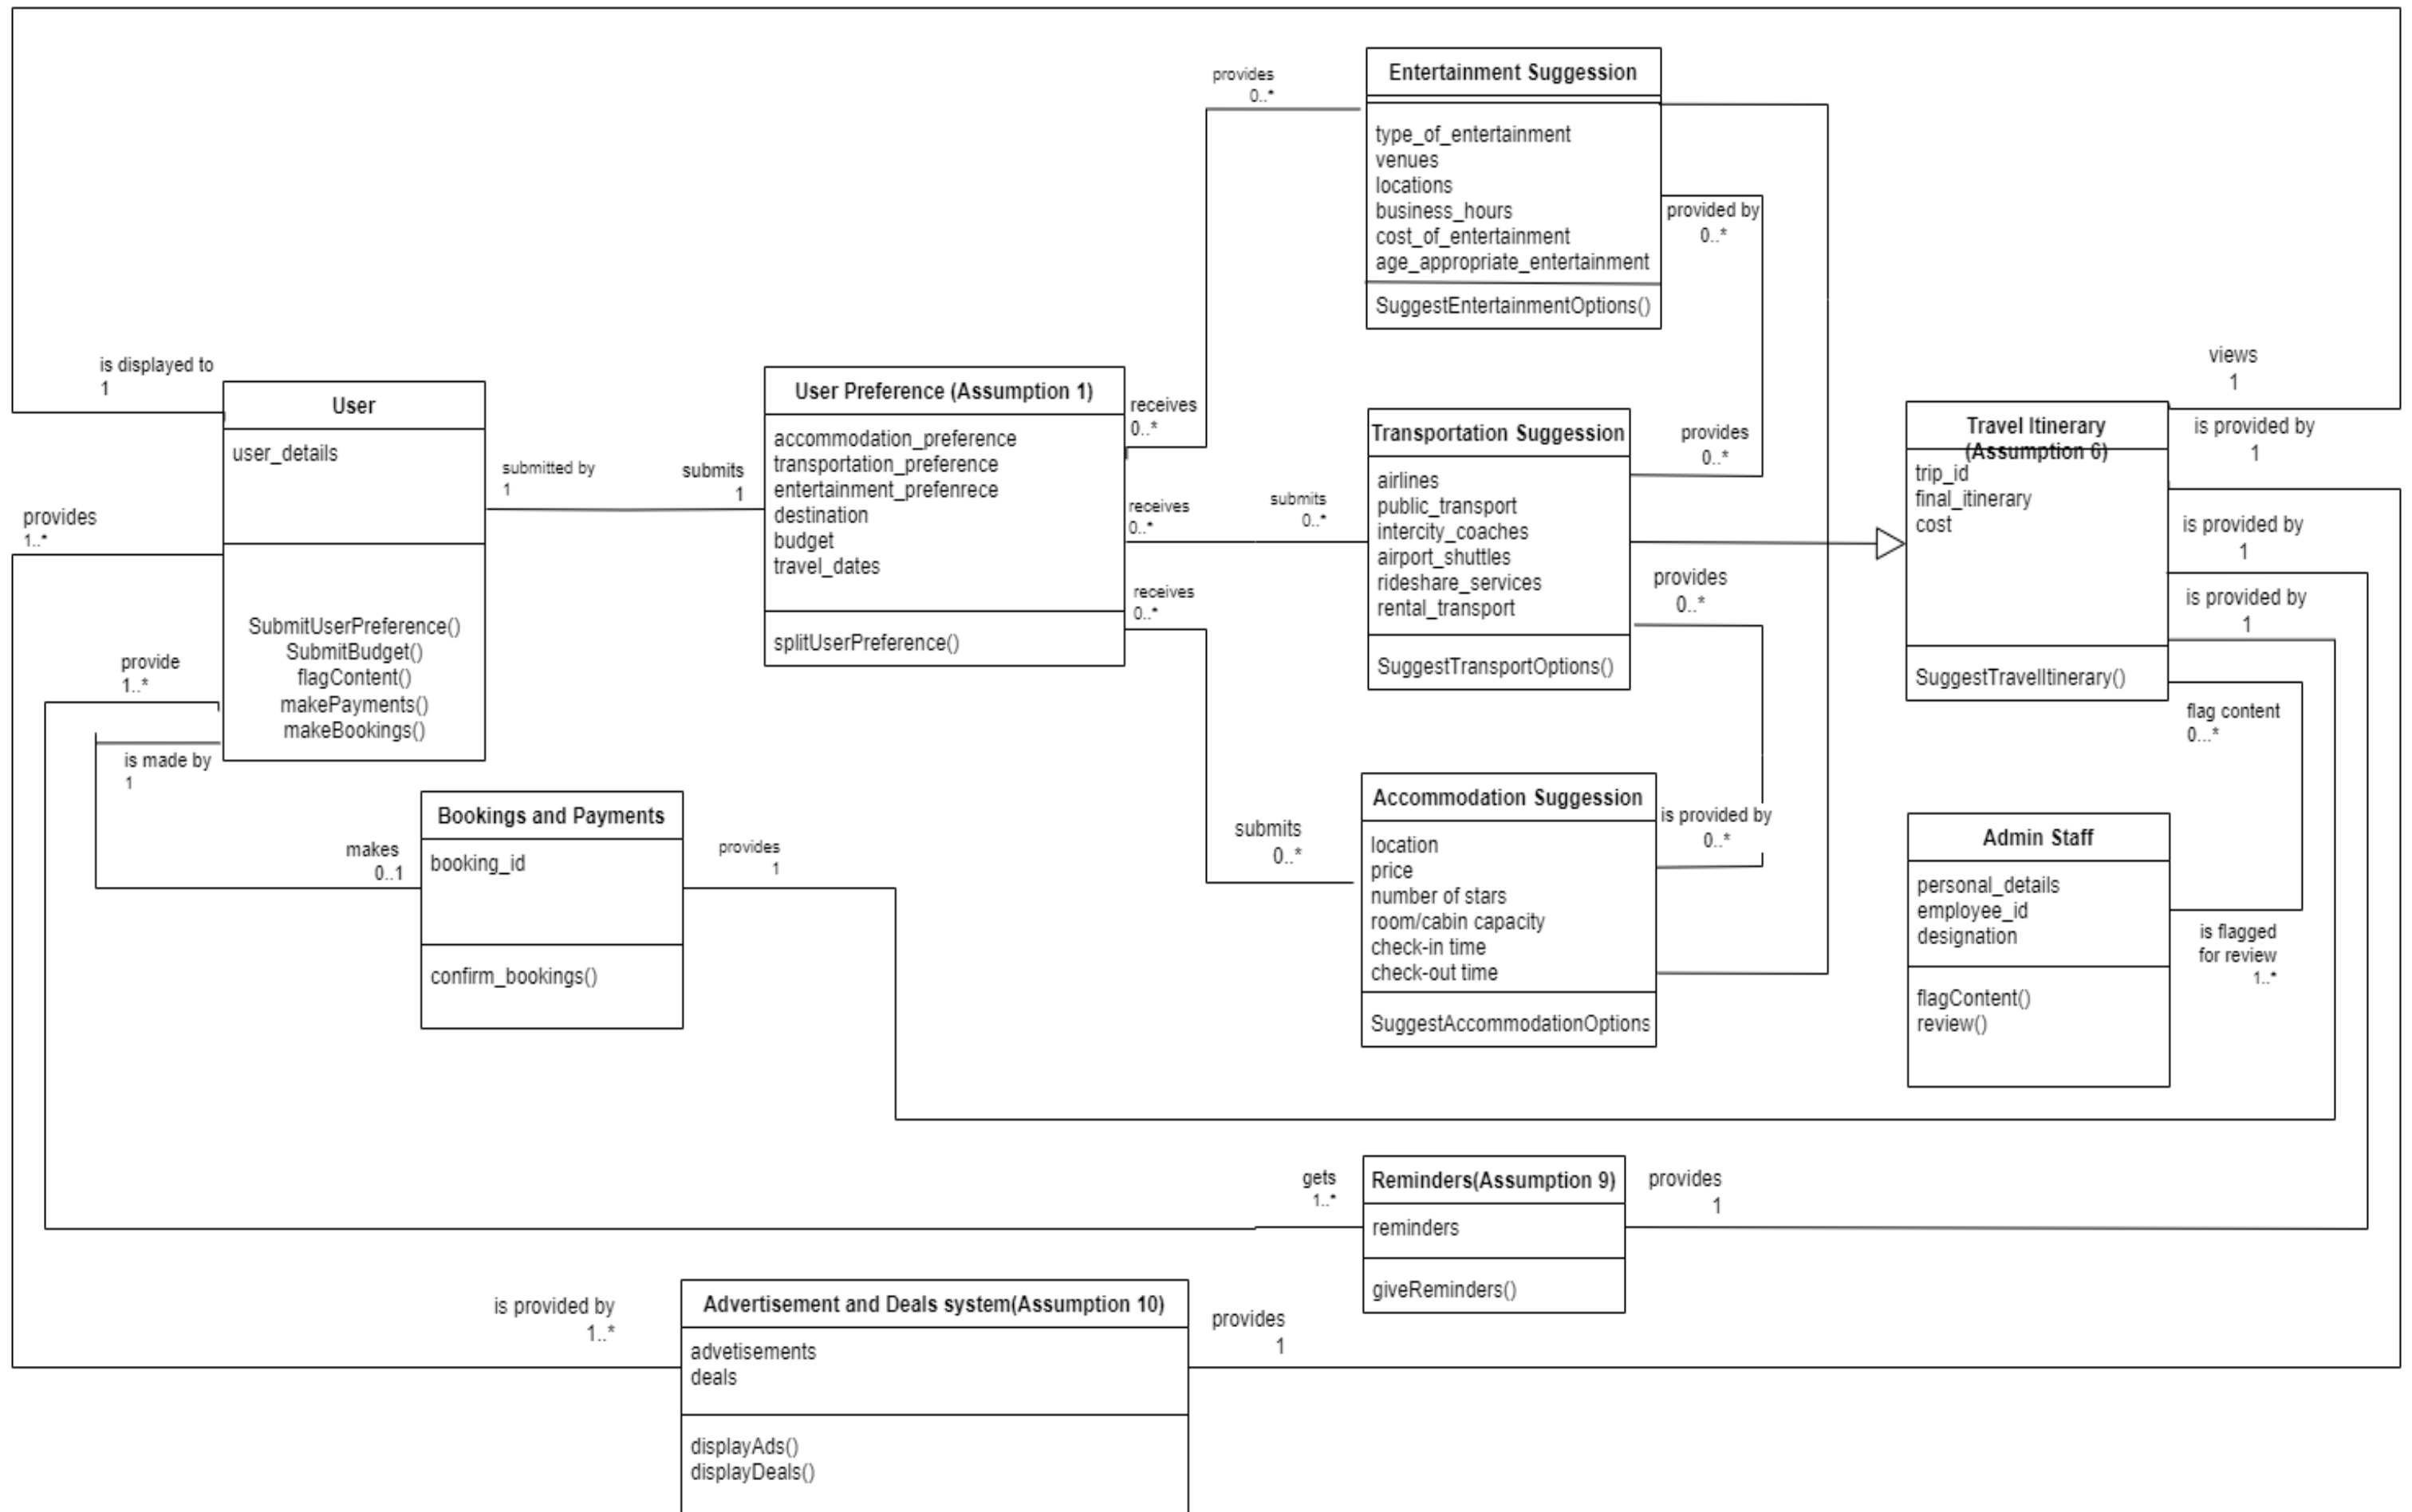 Entertainment Suggession
type_of_entertainment
venues
locations
business_hours
cost_of_entertainment
age_appropriate_entertainment
SuggestEntertainmentOptions()
provides
0..*
provided by
0..*
is displayed to
1
User
user_details
SubmitUserPreference()
SubmitBudget()
flagContent()
makePayments()
makeBookings()
provides
1..*
provide
1..*
is made by
1
submitted by
1
submits
1
User Preference (Assumption 1)
accommodation_preference
transportation_preference
entertainment_prefenrece
destination
budget
travel_dates
splitUserPreference()
receives
0..*
receives
0..*
receives
0..*
submits
0..*
Transportation Suggession
airlines
public_transport
intercity_coaches
airport_shuttles
rideshare_services
rental_transport
SuggestTransportOptions()
provides
0..*
provides
0..*
views
1
Travel Itinerary
(Assumption 6)
trip_id
final_itinerary
cost
SuggestTravelItinerary()
is provided by
1
is provided by
1
is provided by
1
flag content
0...*
Bookings and Payments
booking_id
confirm_bookings()
makes
0..1
provides
1
submits
0..*
Accommodation Suggession
location
price
number of stars
room/cabin capacity
check-in time
check-out time
SuggestAccommodationOptions
is provided by
0..*
Admin Staff
personal_details
employee_id
designation
flagContent()
review()
is flagged
for review
1..*
gets
1..*
Reminders(Assumption 9)
reminders
giveReminders()
provides
1
is provided by
1..*
Advertisement and Deals system(Assumption 10)
advetisements
deals
displayAds()
displayDeals()
provides
1